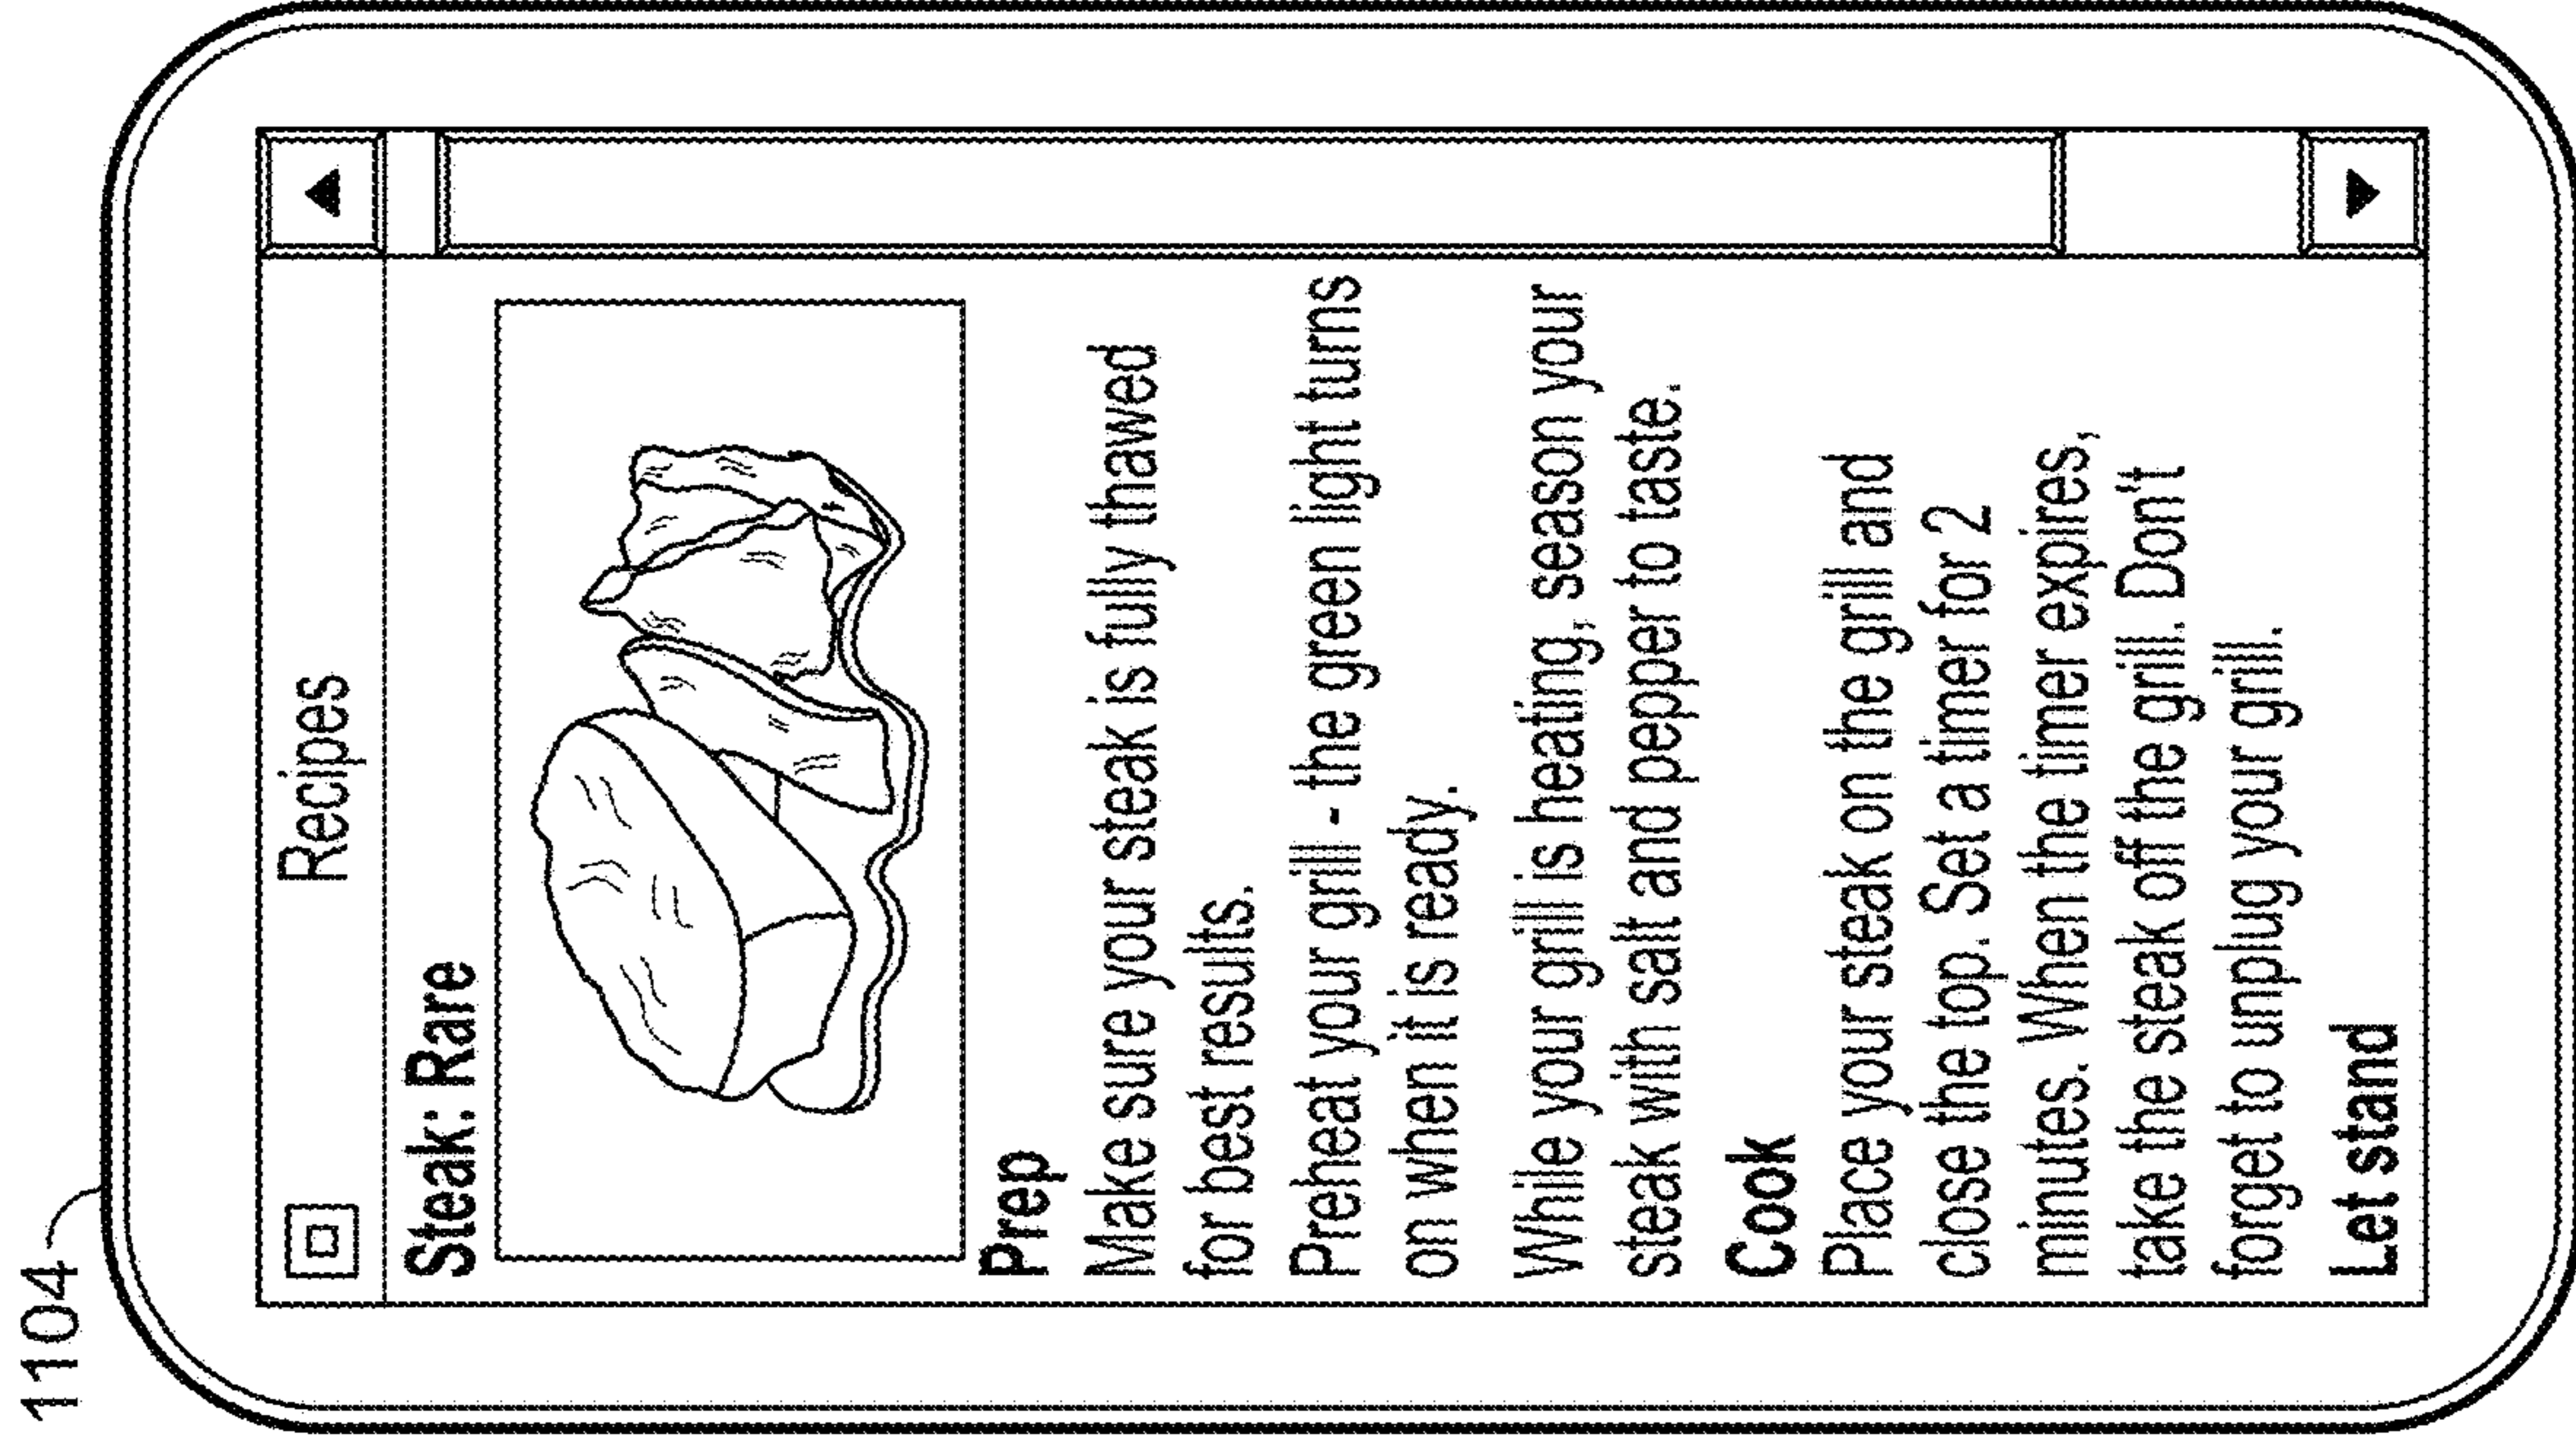 1104
Recipes
Steak: Rare
Prep
Make sure your steak is fully thawed
for best results.
Preheat your grill - the green light turns
on when it is ready.
While your grill is heating, season your
steak with salt and pepper to taste.
Cook
Place your steak on the grill and
close the top. Set a timer for 2
minutes. When the timer expires,
take the steak off the grill. Don't
forget to unplug your grill.
Let stand